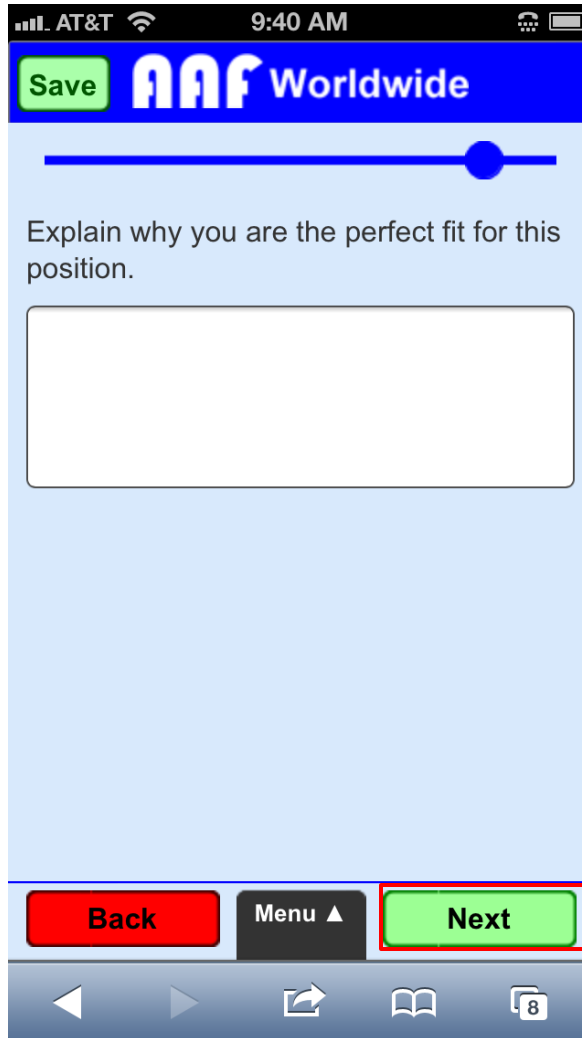 AT&T 9:40 AM
Save AAF Worldwide
Explain why you are the perfect fit for this
position.
Back Menu ▲ Next
8